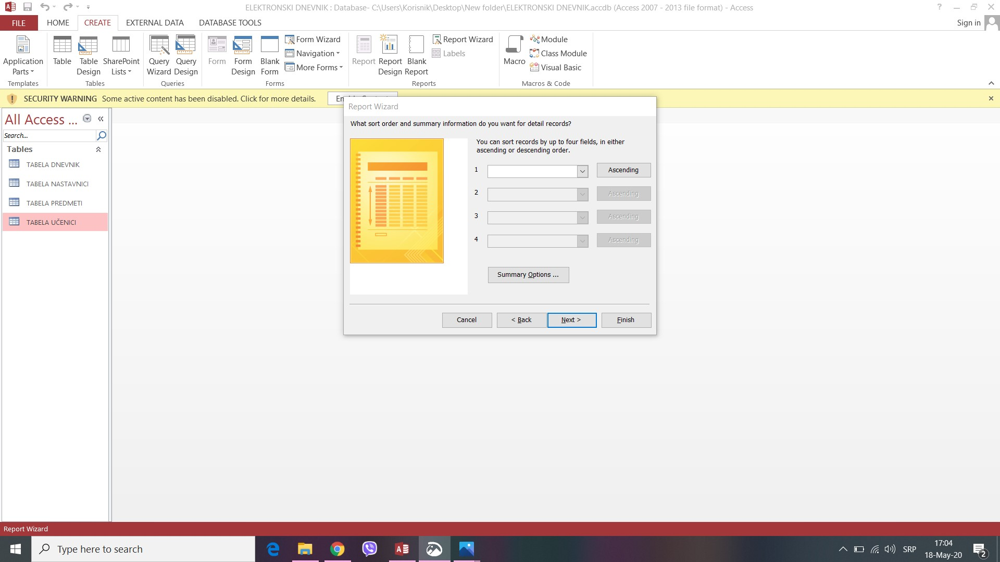 ELEKTRONSKI DNEVNIK : Database- C:\Users\Korisnik\Desktop\New folder\ELEKTRONSKI DNEVNIK.accdb (Access 2007 - 2013 file format) - Access
FILE HOME CREATE EXTERNAL DATA DATABASE TOOLS Sign in
Application Parts
Table
Table Design
SharePoint Lists
Query Wizard
Query Design
Form
Form Design
Blank Form
Form Wizard
Navigation
More Forms
Report
Report Design
Blank Report
Report Wizard
Labels
Macro
Module
Class Module
Visual Basic
Templates Tables Queries Forms Reports Macros & Code
SECURITY WARNING Some active content has been disabled. Click for more details.
All Access ...
Search...
Tables
TABELA DNEVNIK
TABELA NASTAVNICI
TABELA PREDMETI
TABELA UČENICI
Report Wizard
What sort order and summary information do you want for detail records?
You can sort records by up to four fields, in either
ascending or descending order.
1 Ascending
2 Ascending
3 Ascending
4 Ascending
Summary Options ...
Cancel < Back Next > Finish
Report Wizard
Type here to search
SRP
17:04
18-May-20
2